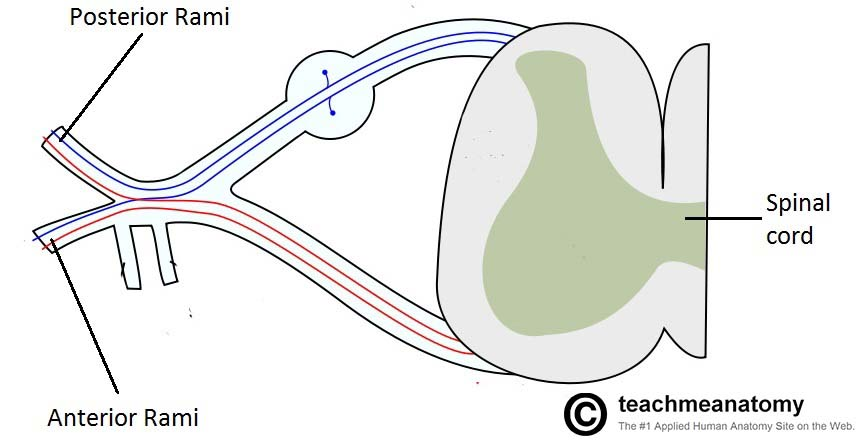 Posterior Rami
Spinal
cord
Anterior Rami
© teachmeanatomy
The #1 Applied Human Anatomy Site on the Web.